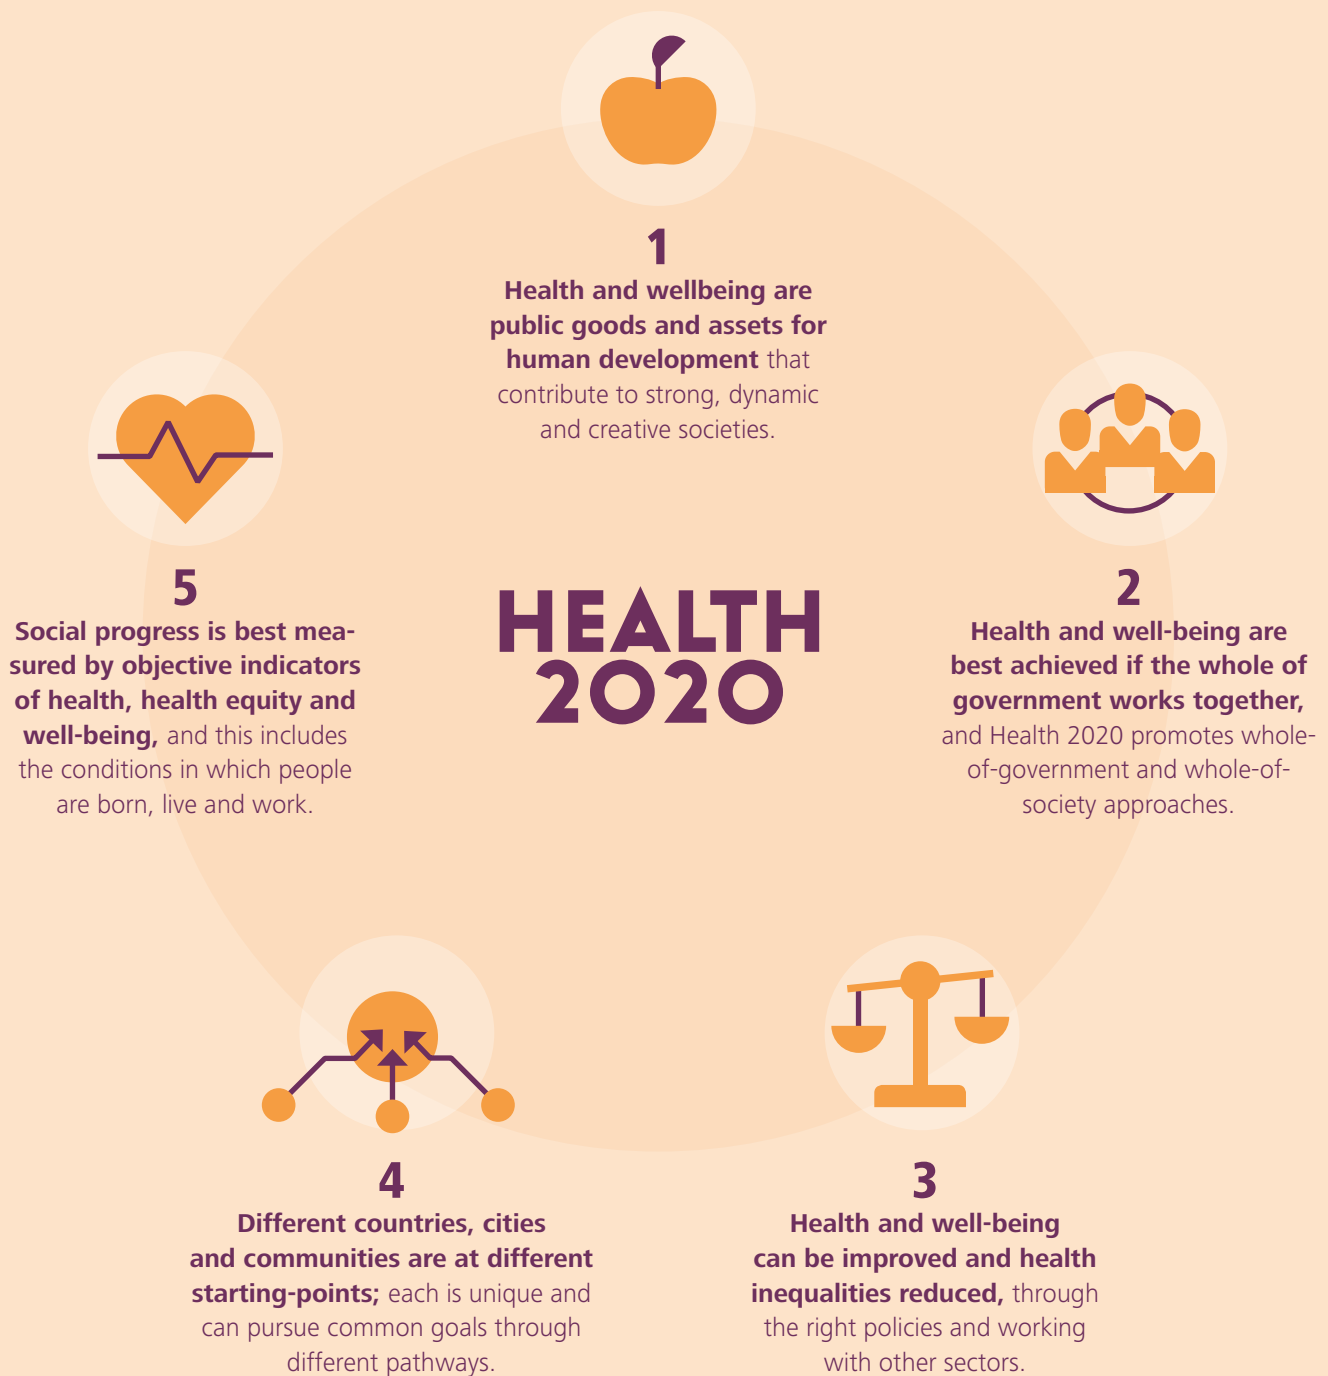 1
Health and wellbeing are
public goods and assets for
human development that
contribute to strong, dynamic
and creative societies.
HEALTH
2020
2
Health and well-being are
best achieved if the whole of
government works together,
and Health 2020 promotes whole-
of-government and whole-of-
society approaches.
3
Health and well-being
can be improved and health
inequalities reduced, through
the right policies and working
with other sectors.
4
Different countries, cities
and communities are at different
starting-points; each is unique and
can pursue common goals through
different pathways.
5
Social progress is best mea-
sured by objective indicators
of health, health equity and
well-being, and this includes
the conditions in which people
are born, live and work.